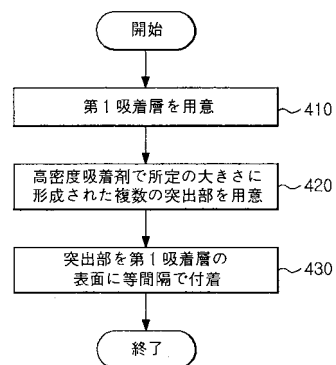 開始
第1吸着層を用意
410
高密度吸着剤で所定の大きさに
形成された複数の突出部を用意
420
突出部を第1吸着層の
表面に等間隔で付着
430
終了